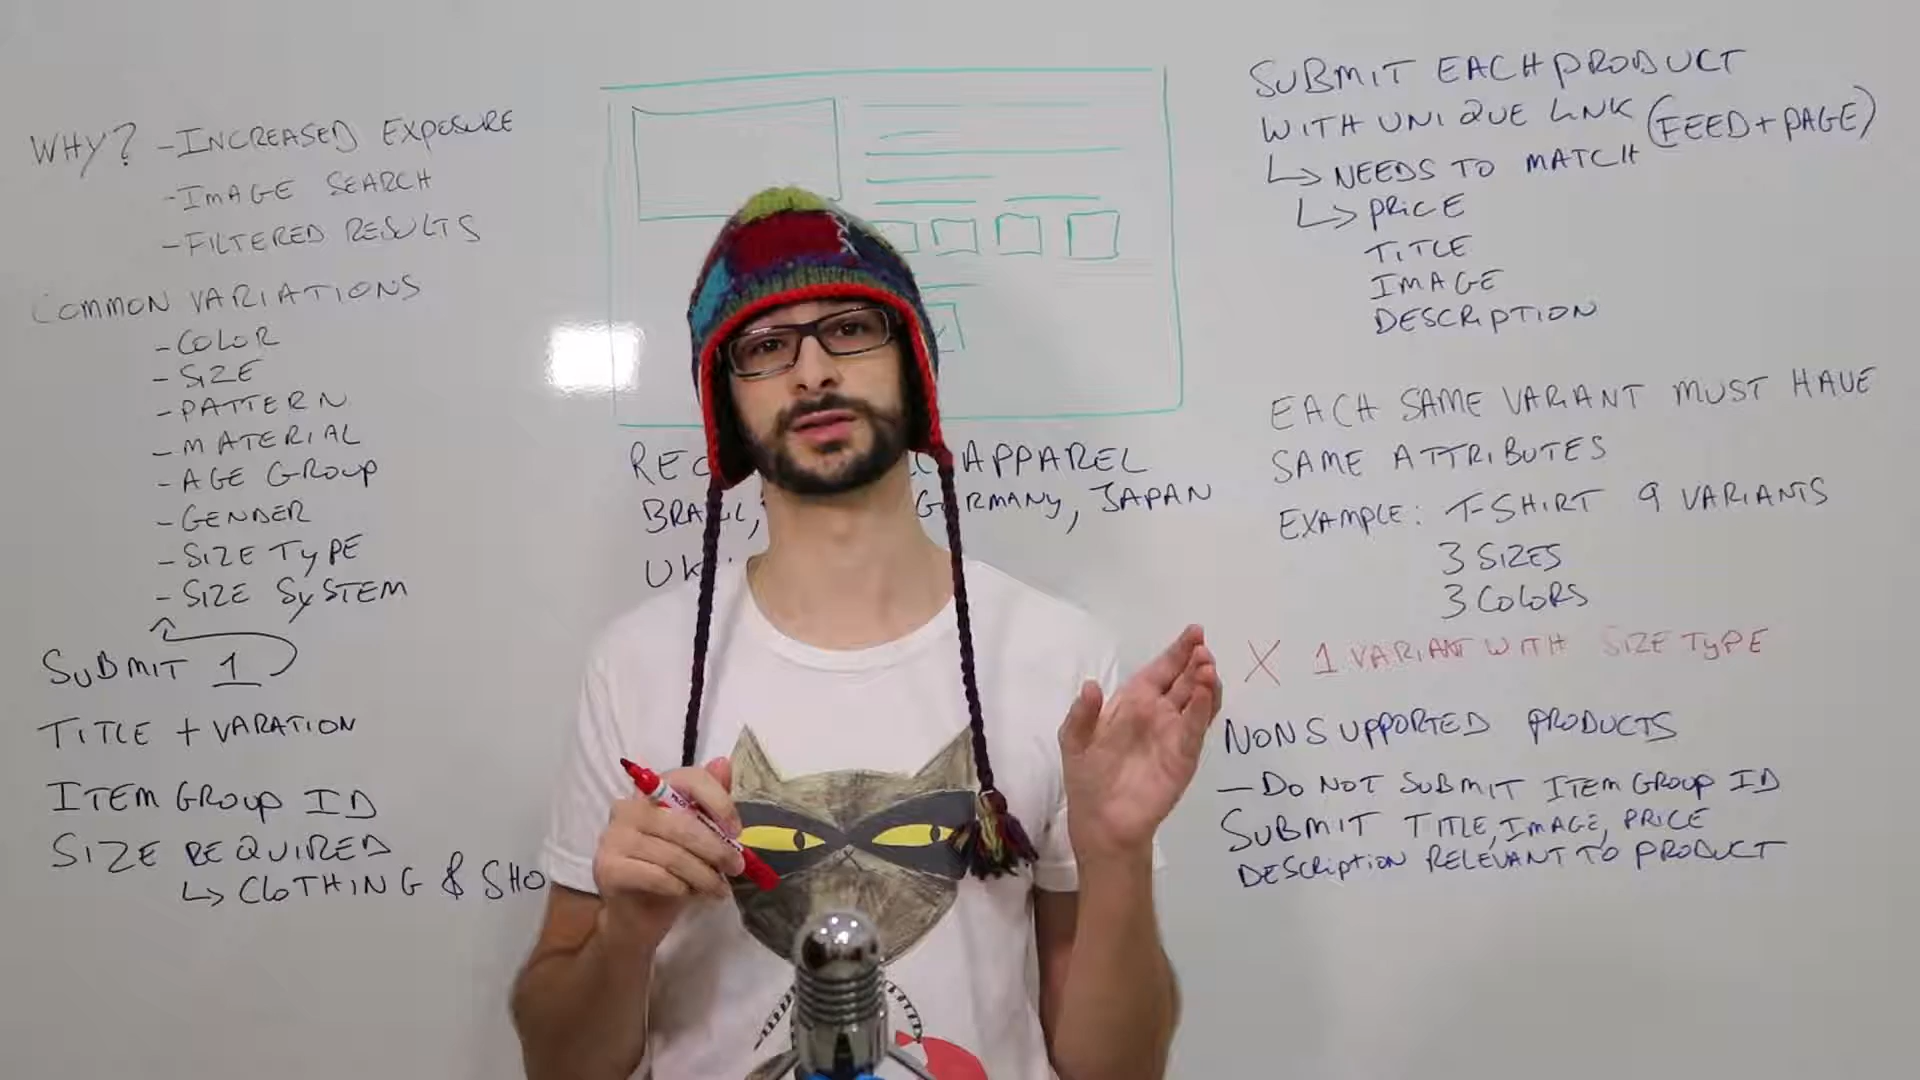 WHY? - INCREASED EXPOSURE
- IMAGE SEARCH
- FILTERED RESULTS
COMMON VARIATIONS
- COLOR
- SIZE
- PATTERN
- MATERIAL
- AGE GROUP
- GENDER
- SIZE TYPE
- SIZE SYSTEM
SUBMIT 1
TITLE + VARATION
ITEM GROUP ID
SIZE REQUIRED
↳ CLOTHING &
APPAREL
GERMANY, JAPAN
UK
SUBMIT EACH PRODUCT
WITH UNIQUE LINK (FEED + PAGE)
↳ NEEDS TO MATCH
↳ PRICE
TITLE
IMAGE
DESCRIPTION
EACH SAME VARIANT MUST HAVE
SAME ATTRIBUTES
EXAMPLE: T-SHIRT 9 VARIANTS
3 SIZES
3 COLORS
X 1 VARIANT WITH SIZE TYPE
NON SUPPORTED PRODUCTS
- DO NOT SUBMIT ITEM GROUP ID
SUBMIT TITLE, IMAGE, PRICE
DESCRIPTION RELEVANT TO PRODUCT